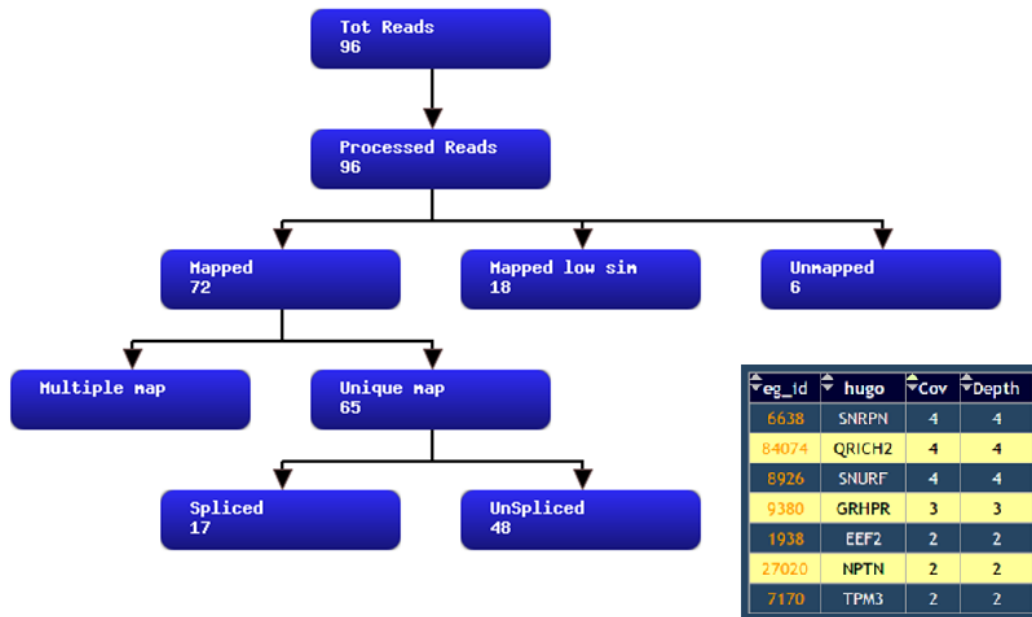 Tot Reads
96
Processed Reads
96
Mapped
72
Mapped low sim
18
Unmapped
6
Multiple map
Unique map
65
Spliced
17
UnSpliced
48
eg_id hugo Cov Depth
6638 SNRPN 4 4
84074 QRICH2 4 4
8926 SNURF 4 4
9380 GRHPR 3 3
1938 EEF2 2 2
27020 NPTN 2 2
7170 TPM3 2 2